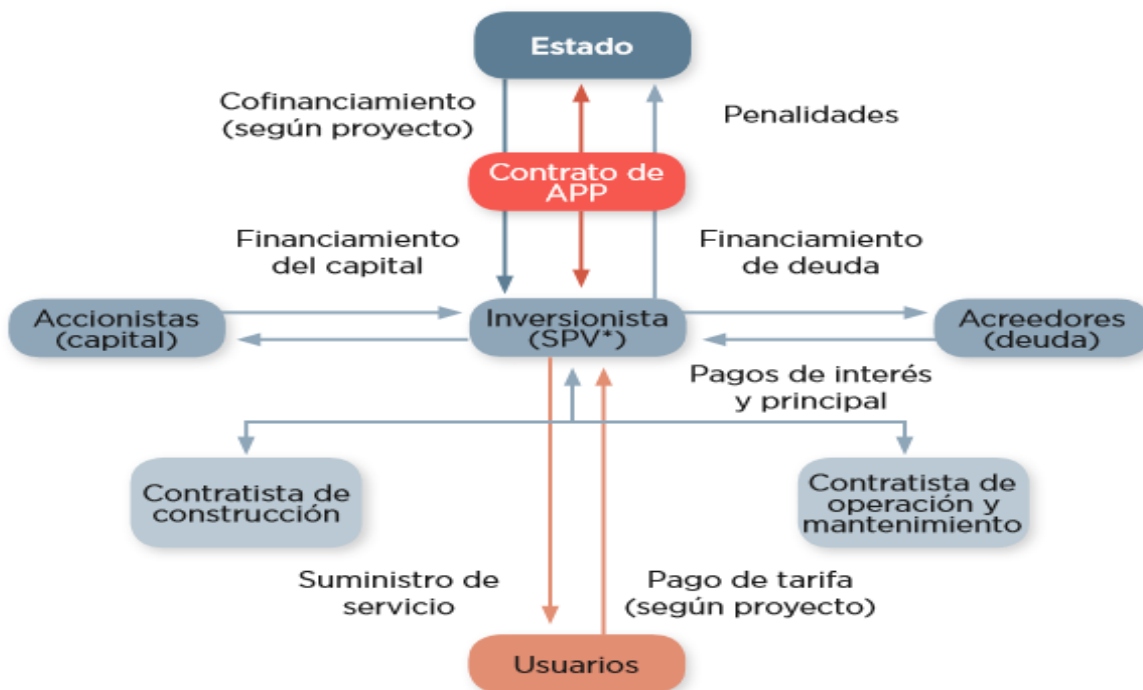 Estado
Cofinanciamiento
(según proyecto)
Penalidades
Contrato de
APP
Financiamiento
del capital
Financiamiento
de deuda
Accionistas
(capital)
Inversionista
(SPV*)
Acreedores
(deuda)
Pagos de interés
y principal
Contratista de
construcción
Contratista de
operación y
mantenimiento
Suministro de
servicio
Pago de tarifa
(según proyecto)
Usuarios